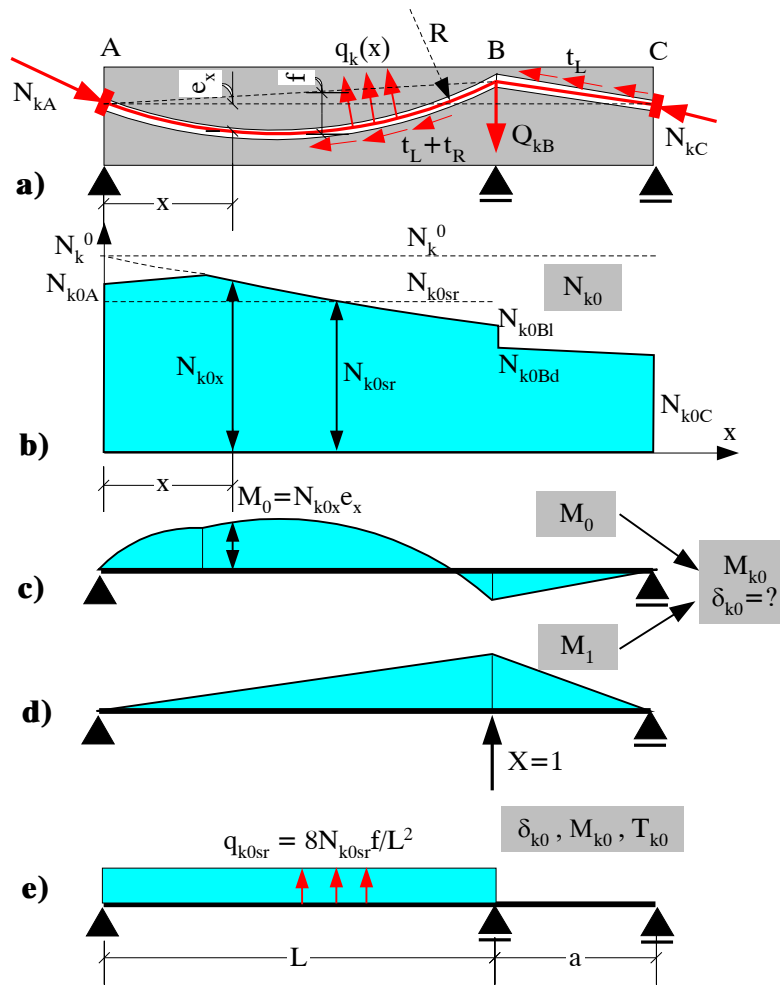 A
B
C
R
q_k(x)
t_L
e_x
f
N_kA
t_L+t_R
Q_kB
N_kC
a)
x
N_k^0
N_k^0
N_k0A
N_k0sr
N_k0
N_k0Bl
N_k0x
N_k0sr
N_k0Bd
N_k0C
b)
x
x
M_0=N_k0x e_x
M_0
M_k0
δ_k0=?
c)
M_1
d)
X=1
q_k0sr = 8N_k0sr f/L^2
δ_k0 , M_k0 , T_k0
e)
L
a